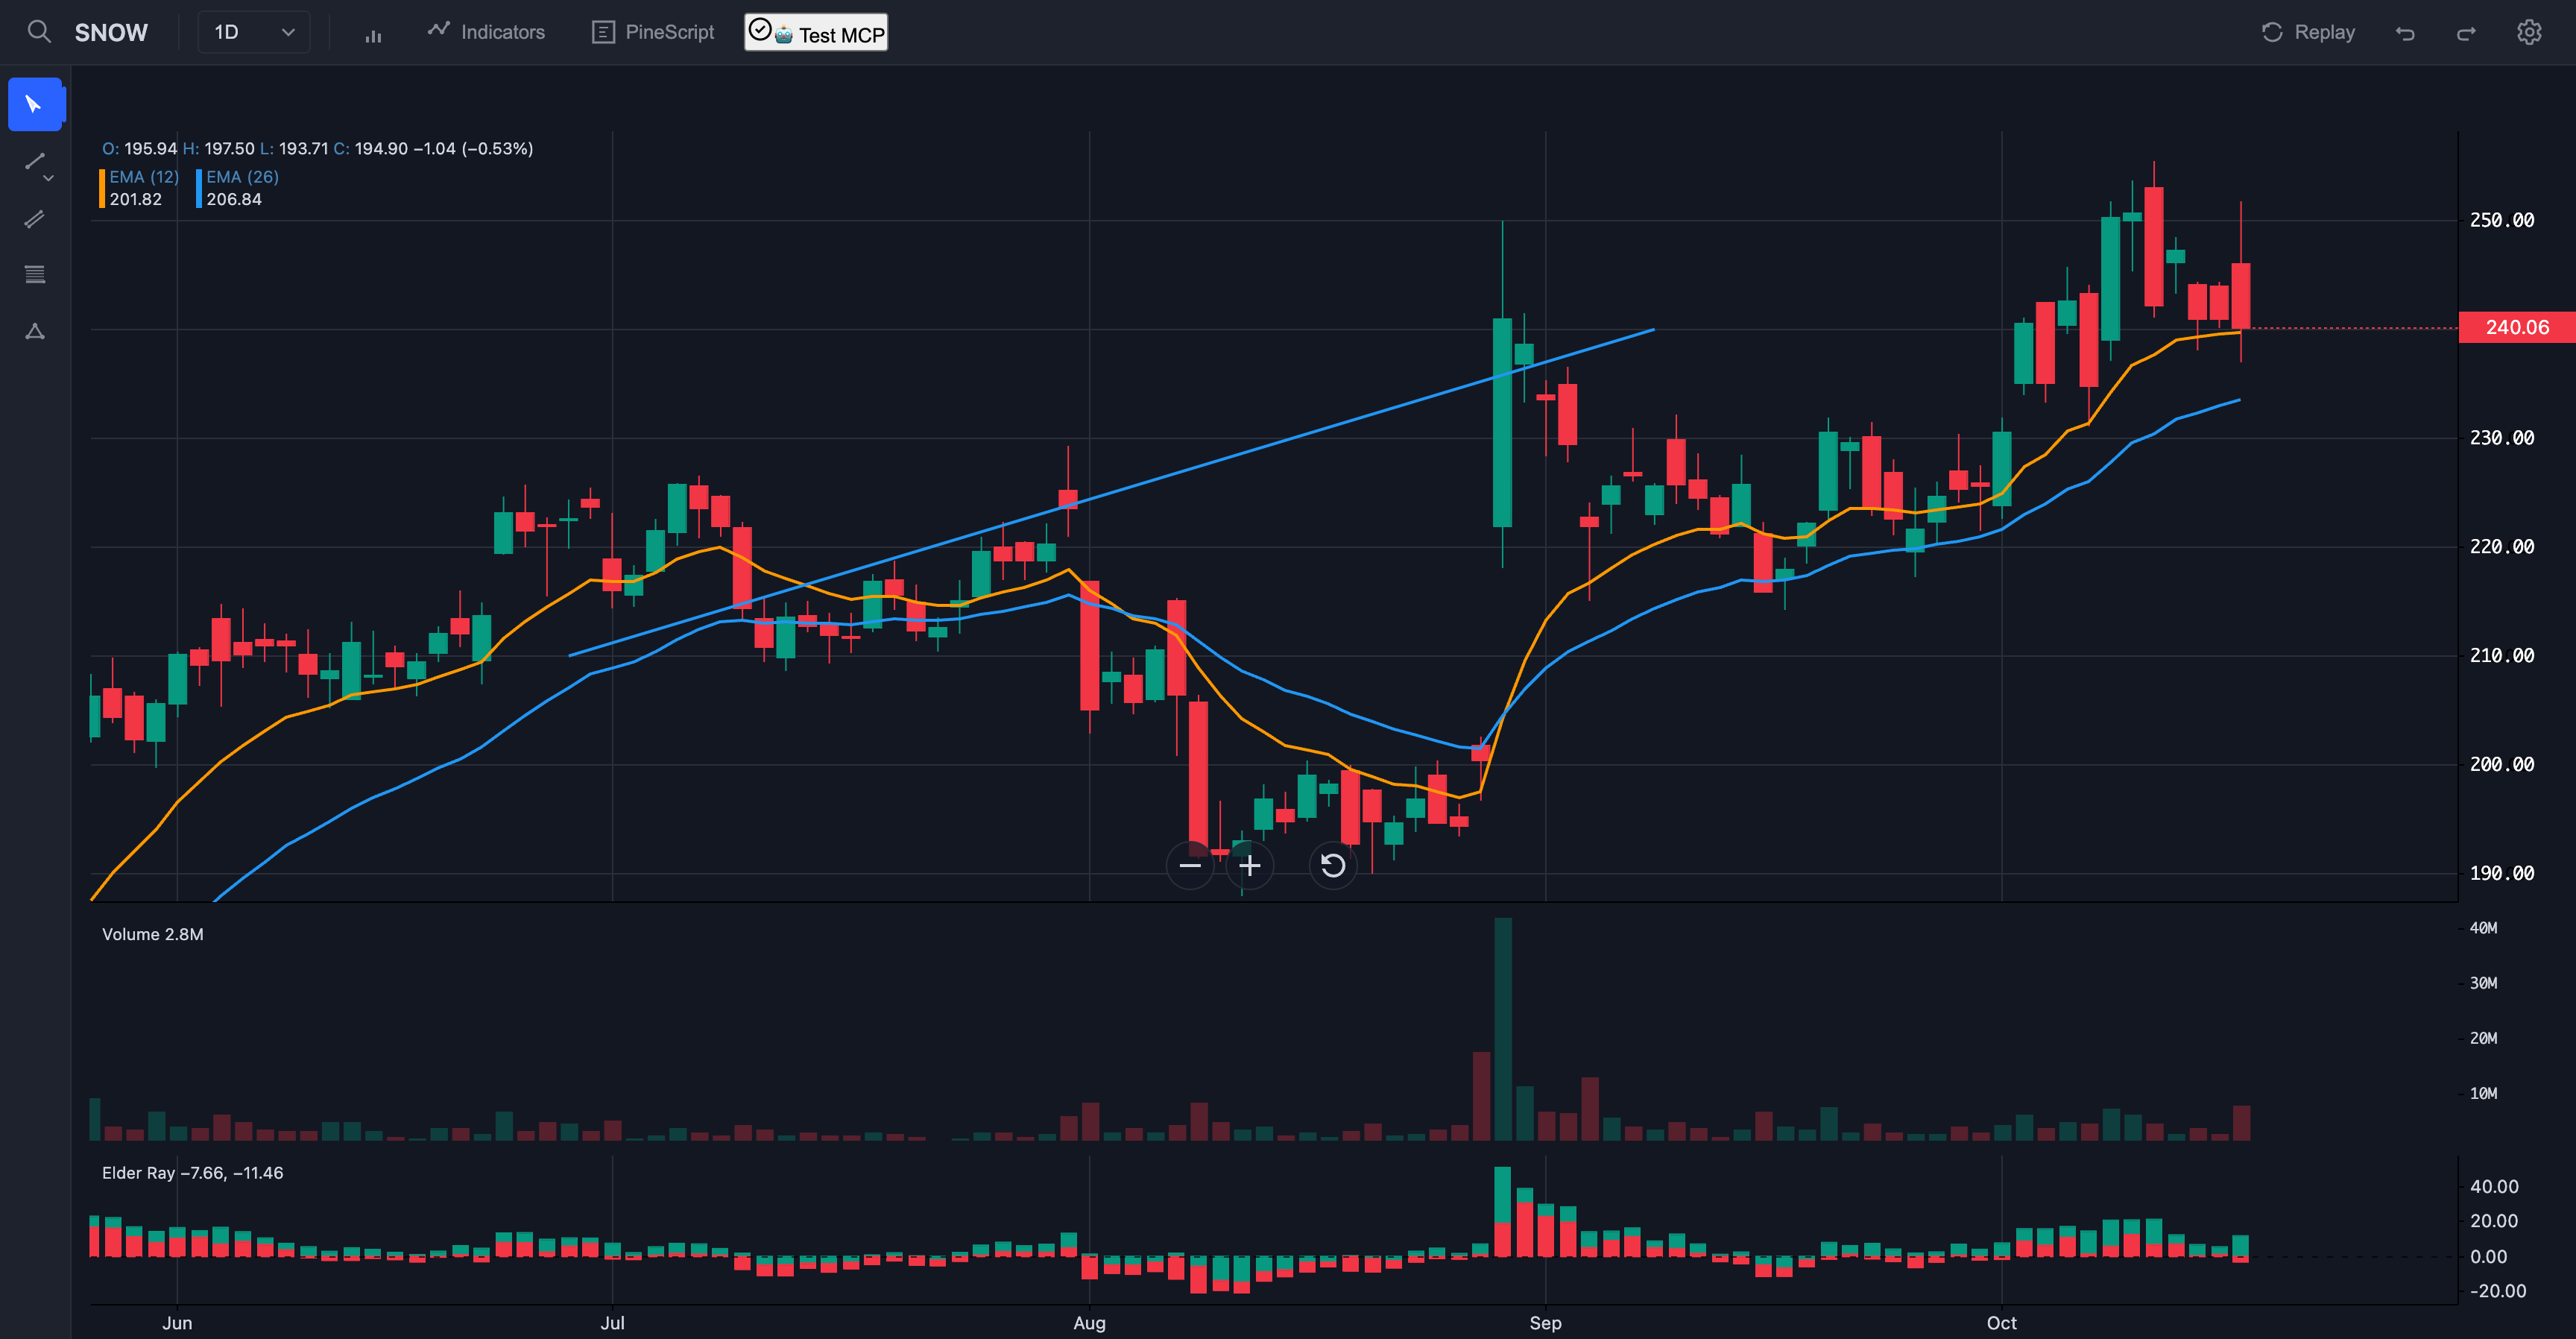 SNOW 1D Indicators PineScript Test MCP Replay
O: 195.94 H: 197.50 L: 193.71 C: 194.90 −1.04 (−0.53%)
EMA (12) EMA (26)
201.82 206.84
250.00
240.06
230.00
220.00
210.00
200.00
190.00
Volume 2.8M
40M
30M
20M
10M
Elder Ray −7.66, −11.46
40.00
20.00
0.00
-20.00
Jun Jul Aug Sep Oct